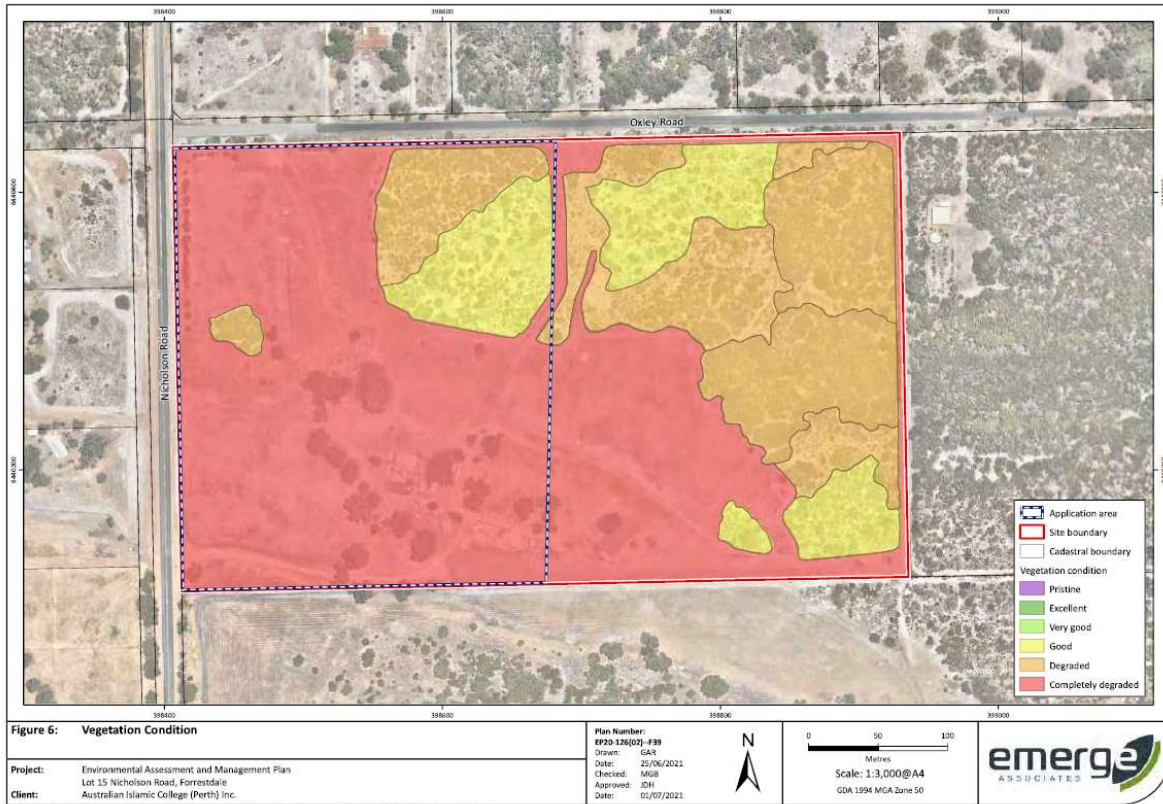 398400
398600
398800
399000
Oxley Road
Nicholson Road
Application area
Site boundary
Cadastral boundary
Vegetation condition
Pristine
Excellent
Very good
Good
Degraded
Completely degraded
398400
398600
398800
399000
Figure 6: Vegetation Condition
Project: Environmental Assessment and Management Plan
Lot 15 Nicholson Road, Forrestdale
Client: Australian Islamic College (Perth) Inc.
Plan Number:
EP20-126(02)--F39
Drawn: GAR
Date: 25/06/2021
Checked: MGB
Approved: JDH
Date: 01/07/2021
N
0 50 100
Metres
Scale: 1:3,000@A4
GDA 1994 MGA Zone 50
emerge
ASSOCIATES